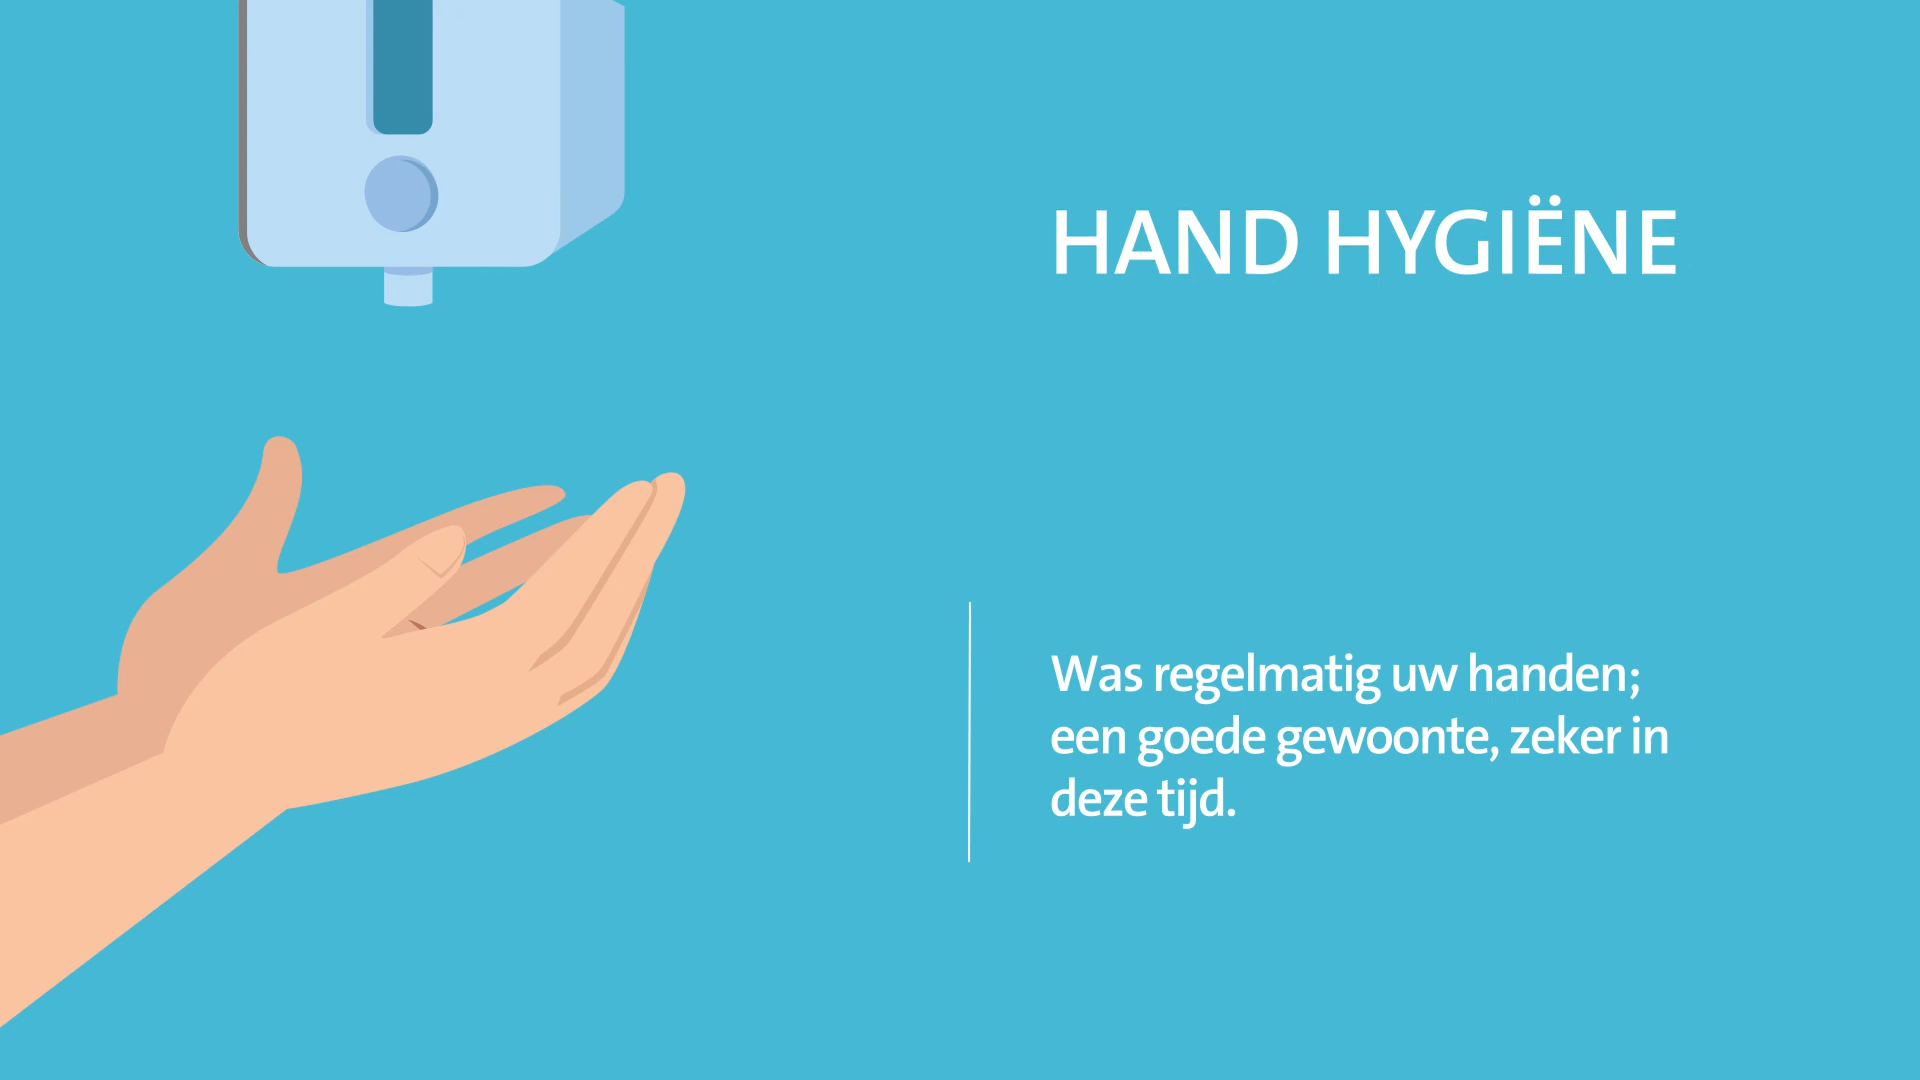 HAND HYGIËNE
Was regelmatig uw handen;
een goede gewoonte, zeker in
deze tijd.